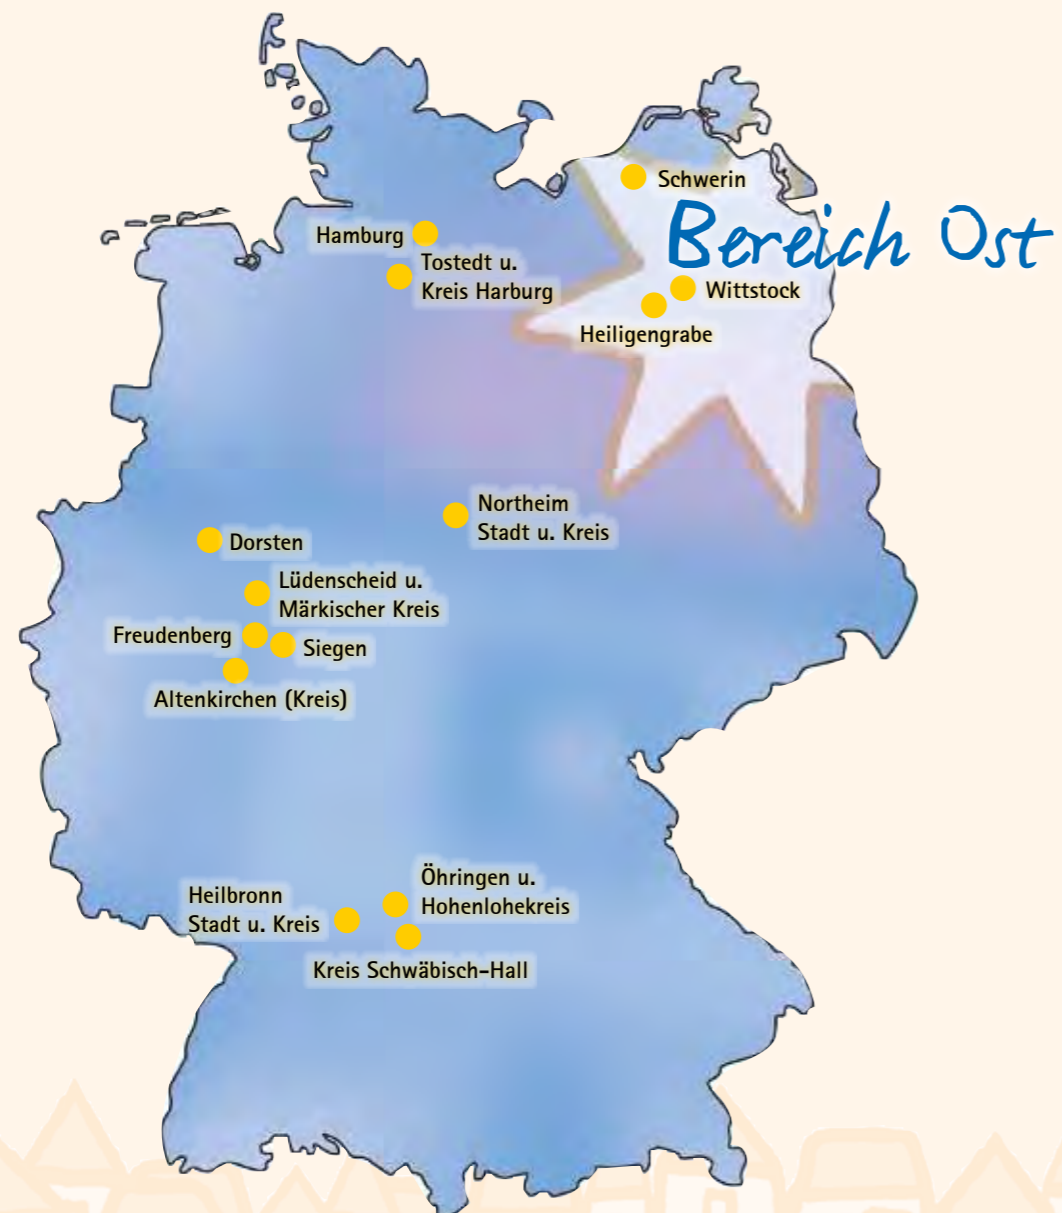 Schwerin
Bereich Ost
Hamburg
Tostedt u.
Kreis Harburg
Wittstock
Heiligengrabe
Northeim
Stadt u. Kreis
Dorsten
Lüdenscheid u.
Märkischer Kreis
Freudenberg
Siegen
Altenkirchen (Kreis)
Öhringen u.
Hohenlohekreis
Heilbronn
Stadt u. Kreis
Kreis Schwäbisch-Hall